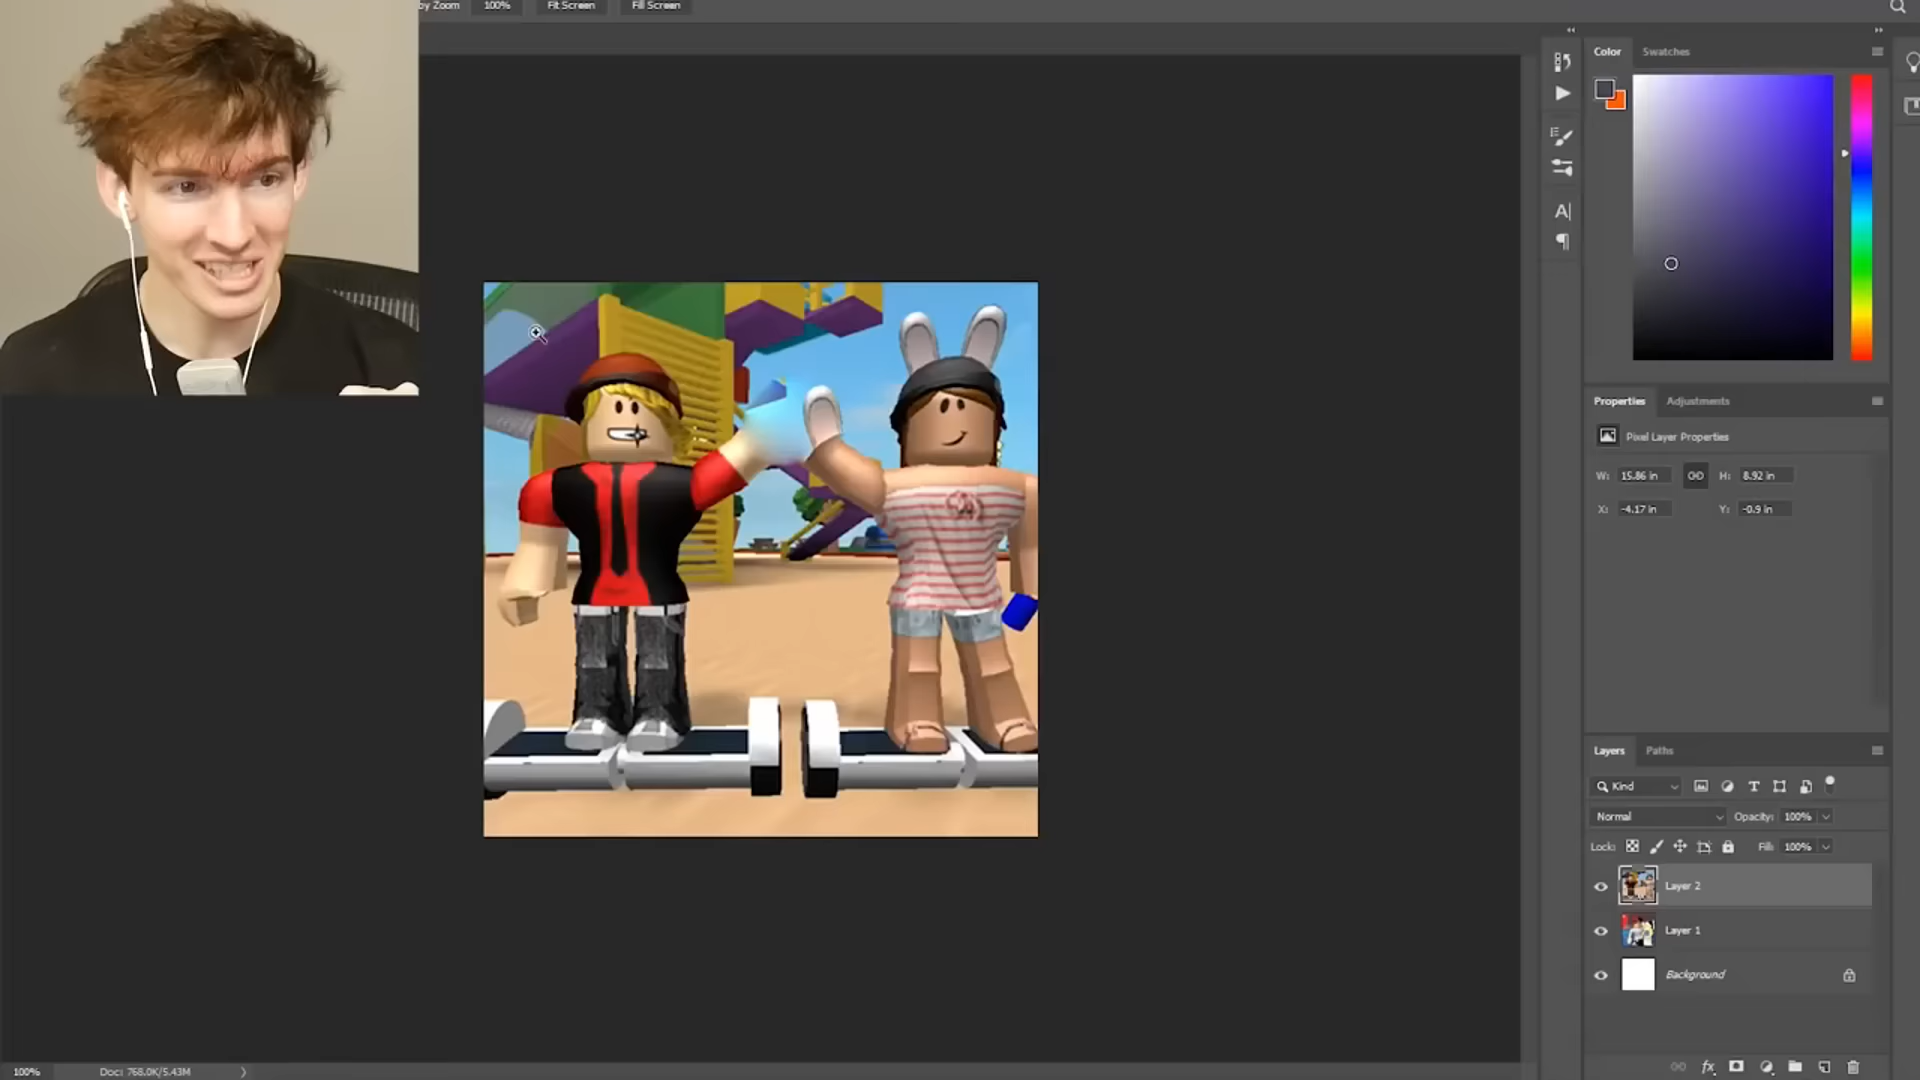 by Zoom 100% Fit Screen Fill Screen
Color Swatches
Properties Adjustments
Pixel Layer Properties
W: 15.86 in H: 8.92 in
X: -4.17 in Y: -0.9 in
Layers Paths
Kind
Normal Opacity: 100%
Lock: Fill: 100%
Layer 2
Layer 1
Background
100% Doc: 768.0K/5.43M